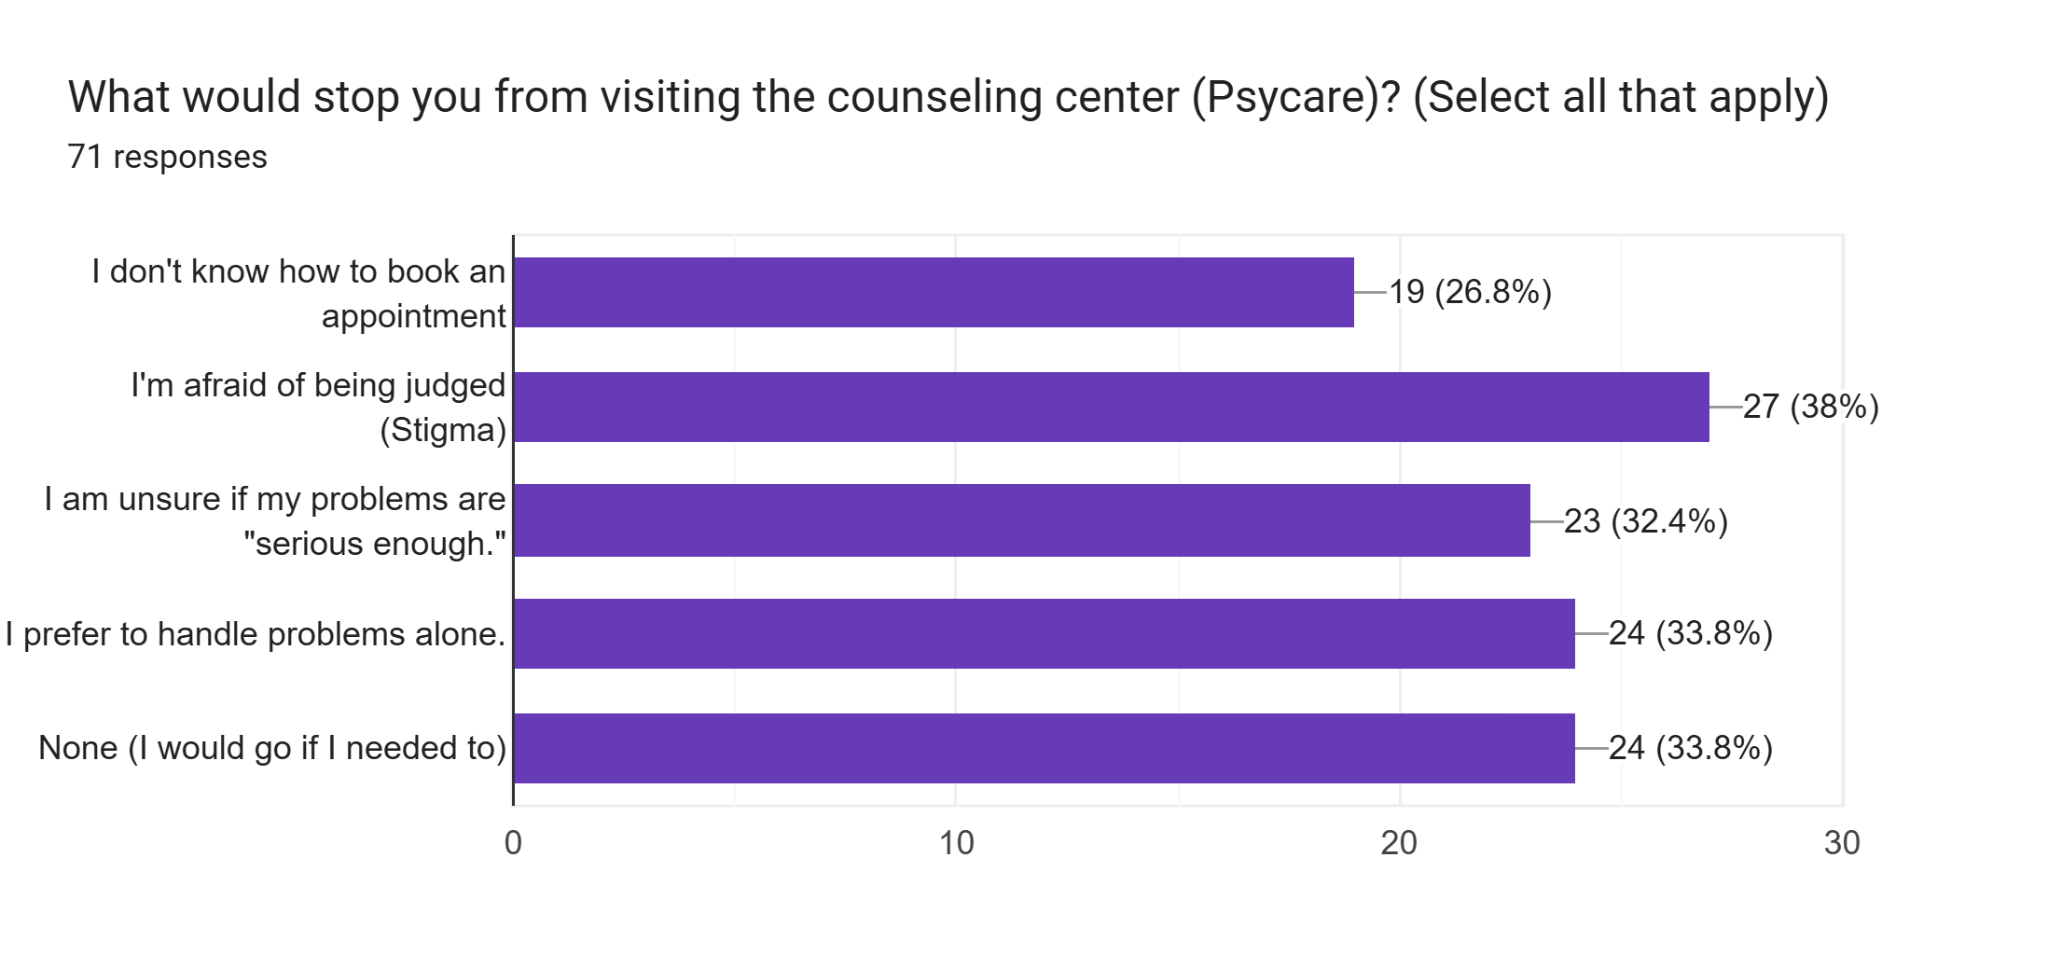 What would stop you from visiting the counseling center (Psycare)? (Select all that apply)
71 responses
I don't know how to book an
appointment
19 (26.8%)
I'm afraid of being judged
(Stigma)
27 (38%)
I am unsure if my problems are
"serious enough."
23 (32.4%)
I prefer to handle problems alone.
24 (33.8%)
None (I would go if I needed to)
24 (33.8%)
0
10
20
30